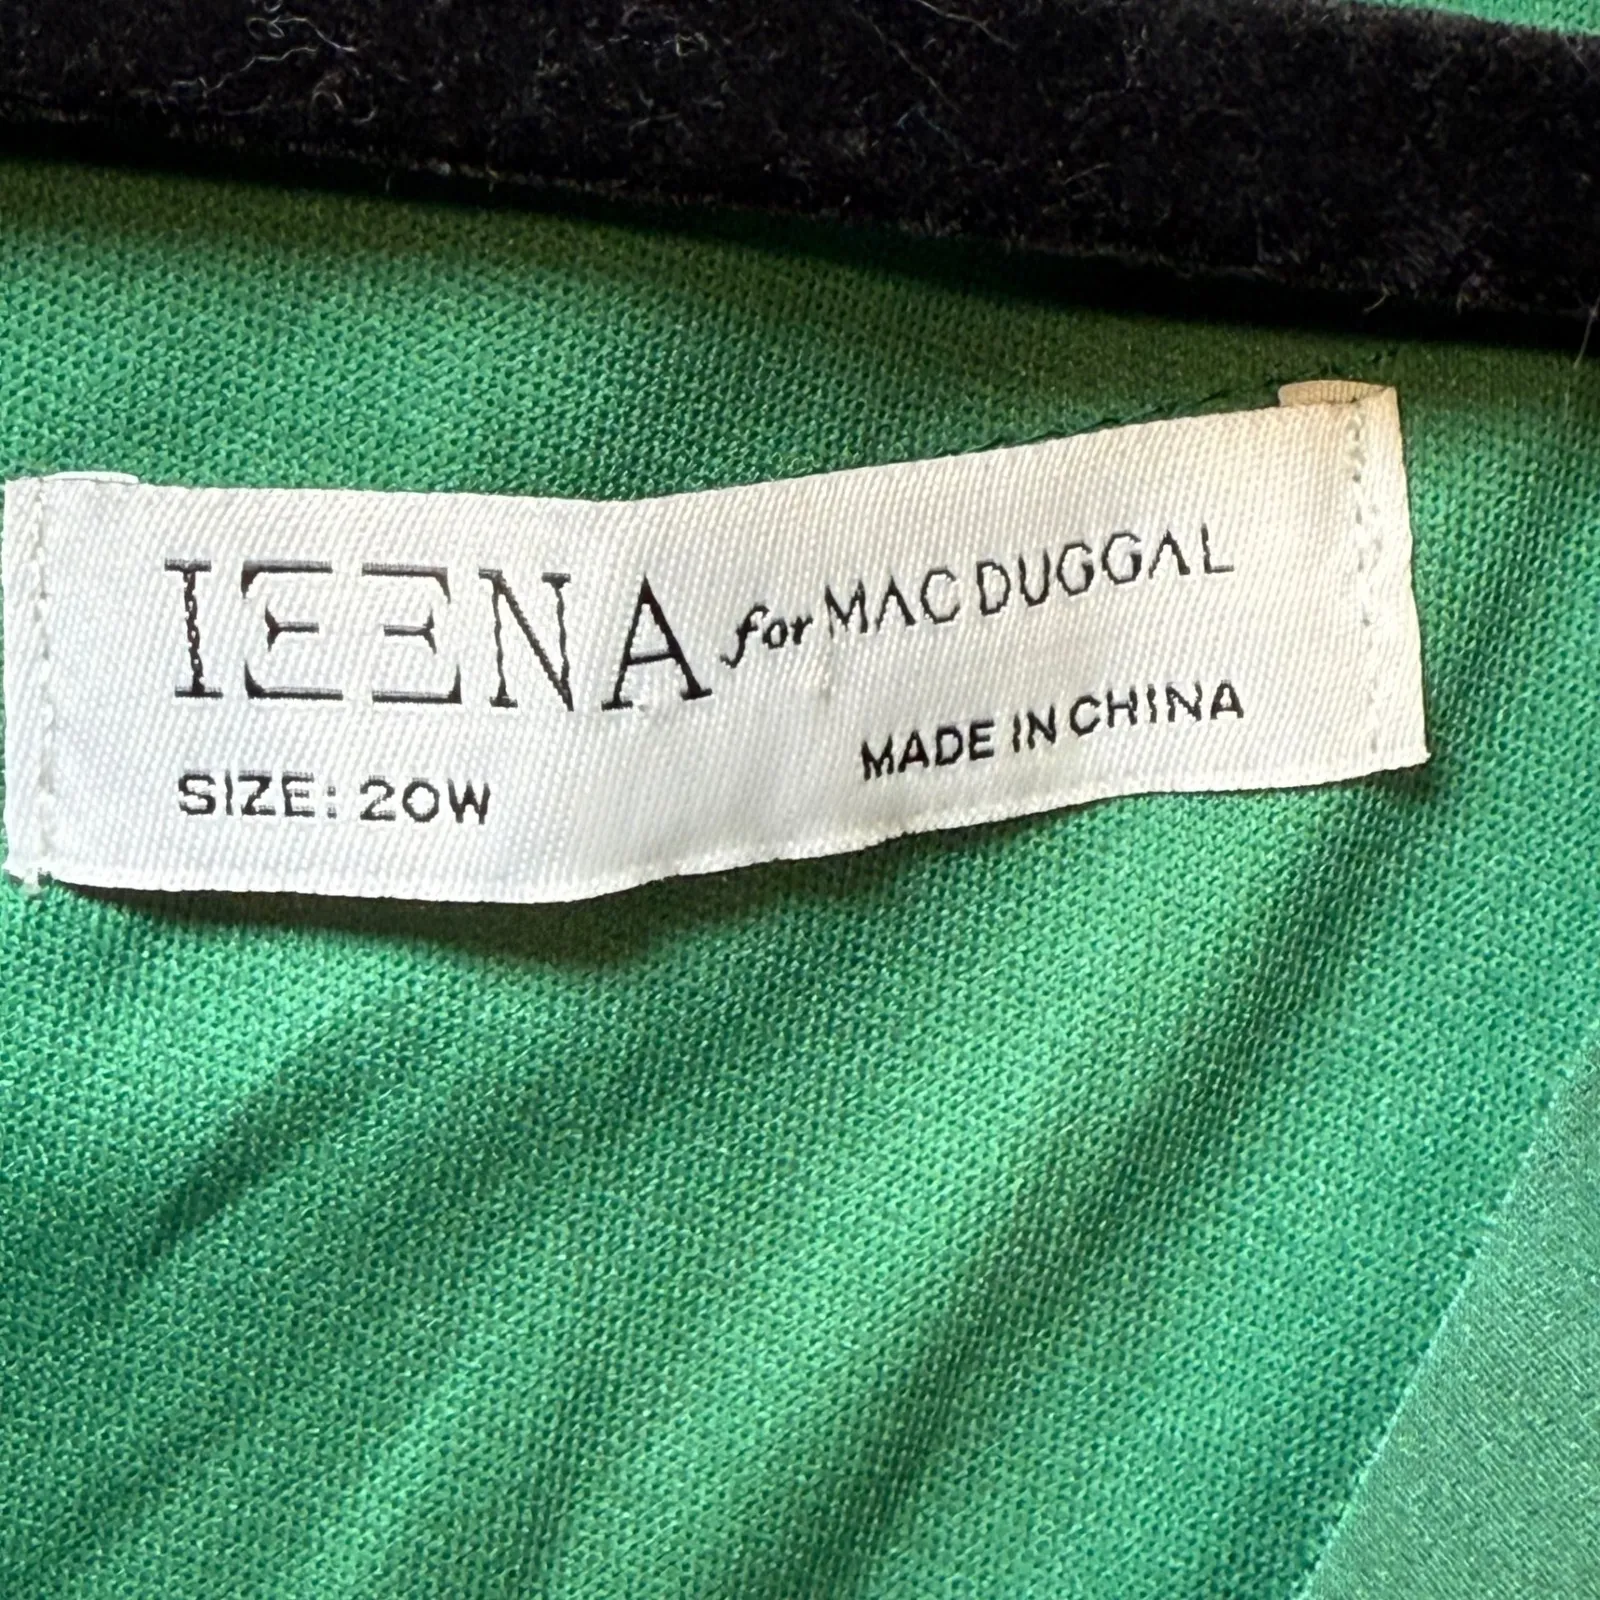 IEENA for MAC DUGGAL
SIZE: 20W
MADE IN CHINA